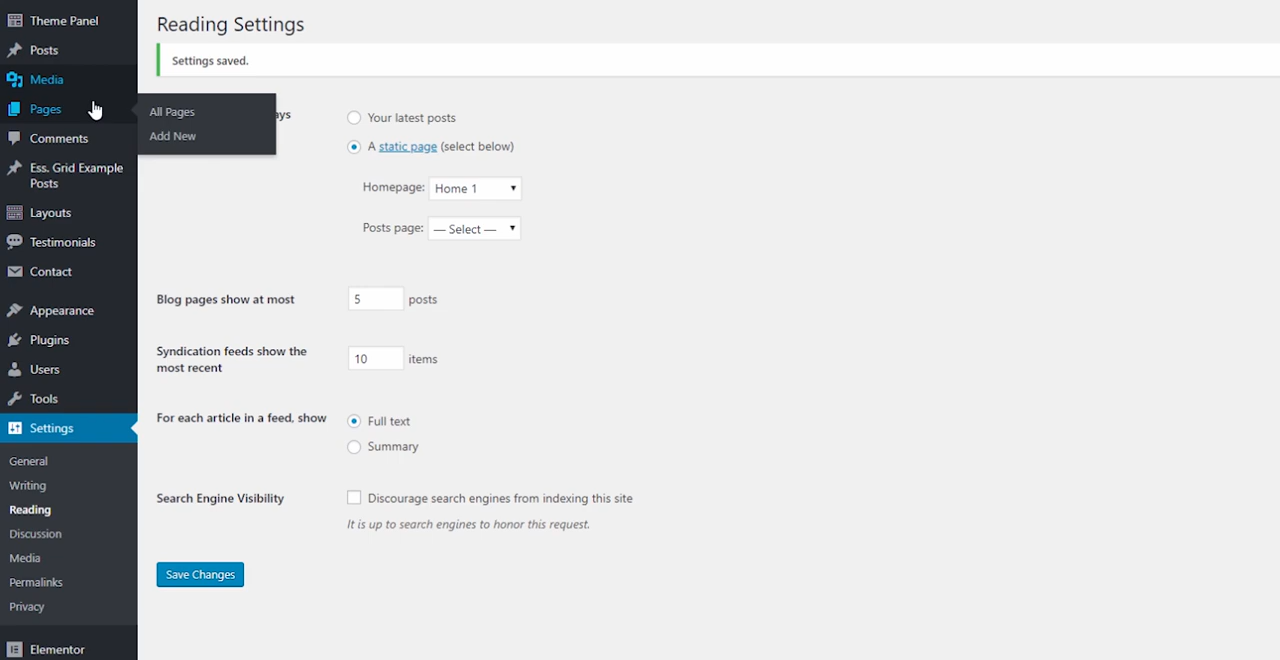 Theme Panel
Posts
Media
Pages
Comments
Ess. Grid Example
Posts
Layouts
Testimonials
Contact
Appearance
Plugins
Users
Tools
Settings
General
Writing
Reading
Discussion
Media
Permalinks
Privacy
Elementor
All Pages
Add New
Reading Settings
Settings saved.
Your latest posts
A static page (select below)
Homepage: Home 1
Posts page: — Select —
Blog pages show at most 5 posts
Syndication feeds show the
most recent 10 items
For each article in a feed, show Full text
Summary
Search Engine Visibility Discourage search engines from indexing this site
It is up to search engines to honor this request.
Save Changes